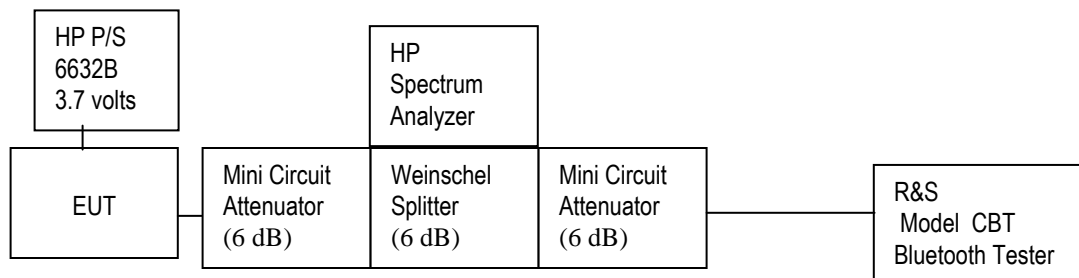 HP P/S
6632B
3.7 volts
HP
Spectrum
Analyzer
EUT
Mini Circuit
Attenuator
(6 dB)
Weinschel
Splitter
(6 dB)
Mini Circuit
Attenuator
(6 dB)
R&S
Model CBT
Bluetooth Tester